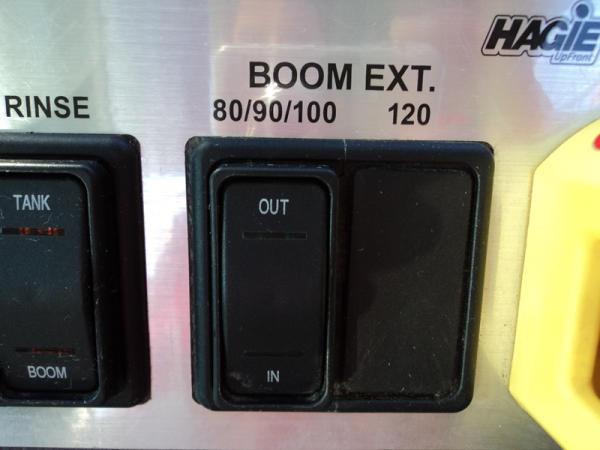 HAGIE
UpFront
BOOM EXT.
RINSE
80/90/100 120
TANK
OUT
BOOM
IN